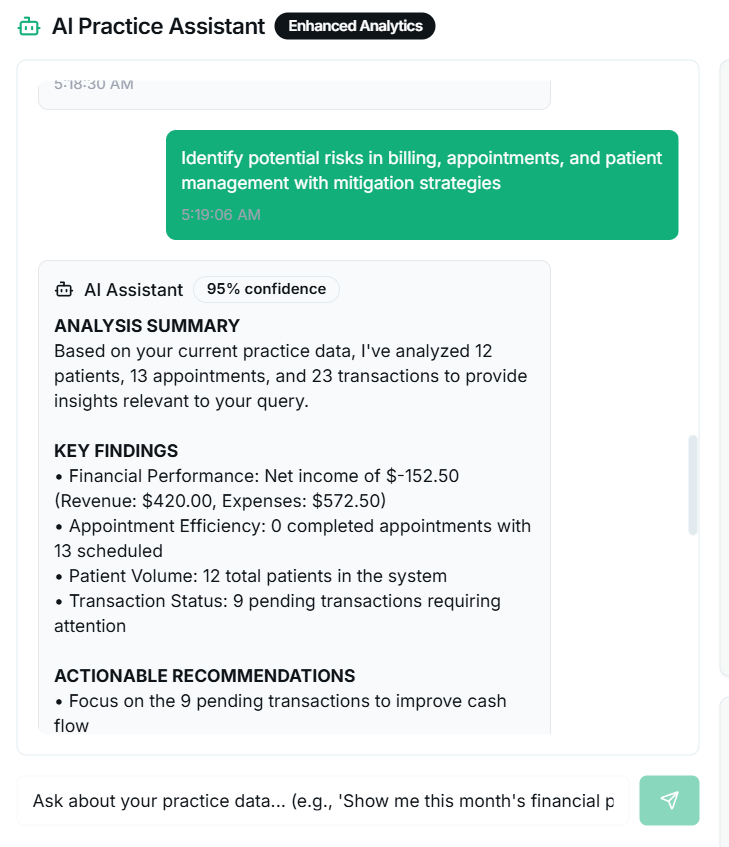 AI Practice Assistant Enhanced Analytics
5:18:30 AM
Identify potential risks in billing, appointments, and patient
management with mitigation strategies
5:19:06 AM
AI Assistant 95% confidence
ANALYSIS SUMMARY
Based on your current practice data, I've analyzed 12
patients, 13 appointments, and 23 transactions to provide
insights relevant to your query.
KEY FINDINGS
• Financial Performance: Net income of $-152.50
(Revenue: $420.00, Expenses: $572.50)
• Appointment Efficiency: 0 completed appointments with
13 scheduled
• Patient Volume: 12 total patients in the system
• Transaction Status: 9 pending transactions requiring
attention
ACTIONABLE RECOMMENDATIONS
• Focus on the 9 pending transactions to improve cash
flow
Ask about your practice data... (e.g., 'Show me this month's financial p